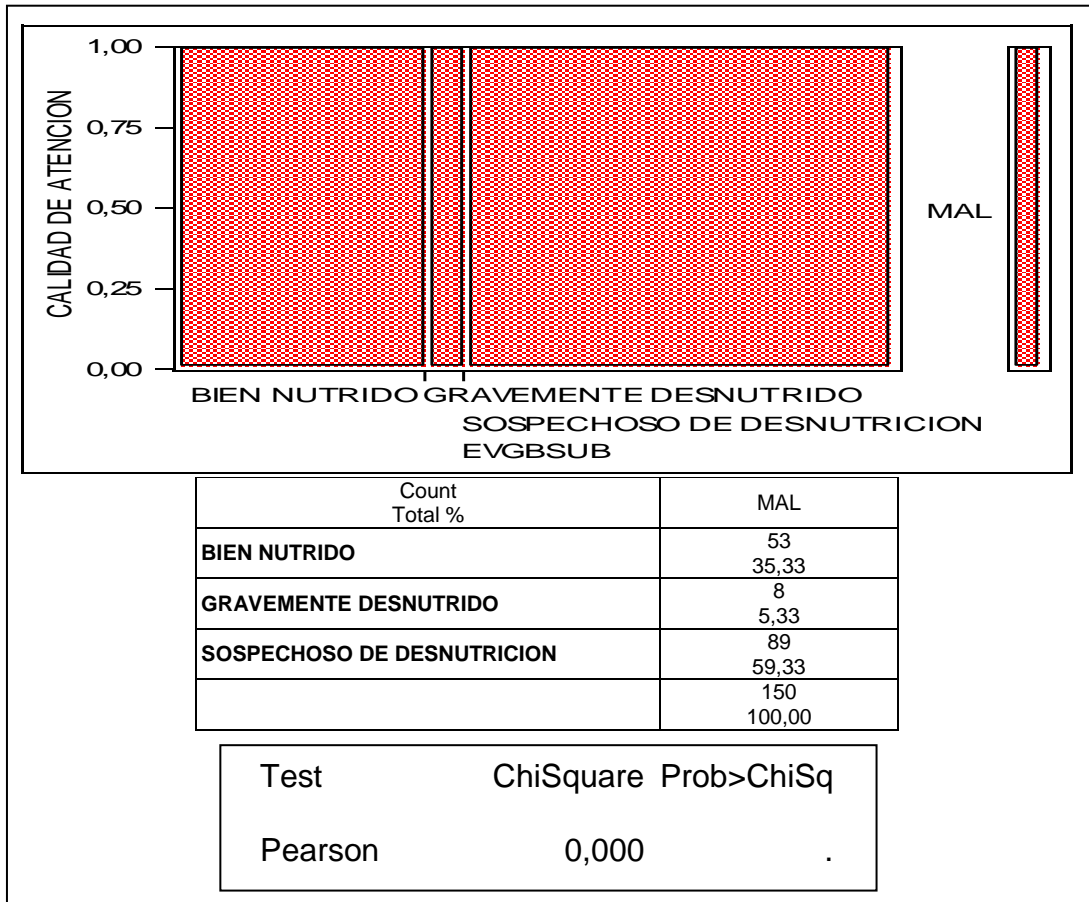 1,00
0,75
0,50
0,25
0,00
CALIDAD DE ATENCION
MAL
BIEN NUTRIDO GRAVEMENTE DESNUTRIDO
SOSPECHOSO DE DESNUTRICION
EVGBSUB
Count MAL
Total %
BIEN NUTRIDO 53
35,33
GRAVEMENTE DESNUTRIDO 8
5,33
SOSPECHOSO DE DESNUTRICION 89
59,33
150
100,00
Test ChiSquare Prob>ChiSq
Pearson 0,000 .